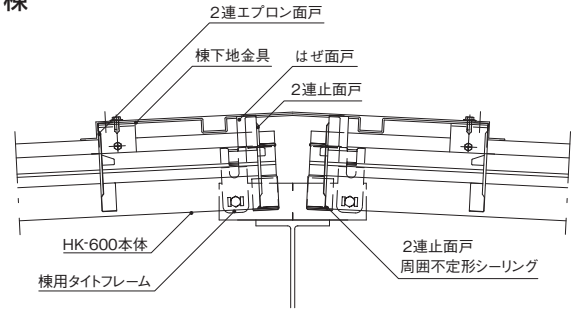 棟
2連エプロン面戸
棟下地金具
はぜ面戸
2連止面戸
HK-600本体
棟用タイトフレーム
2連止面戸
周囲不定形シーリング